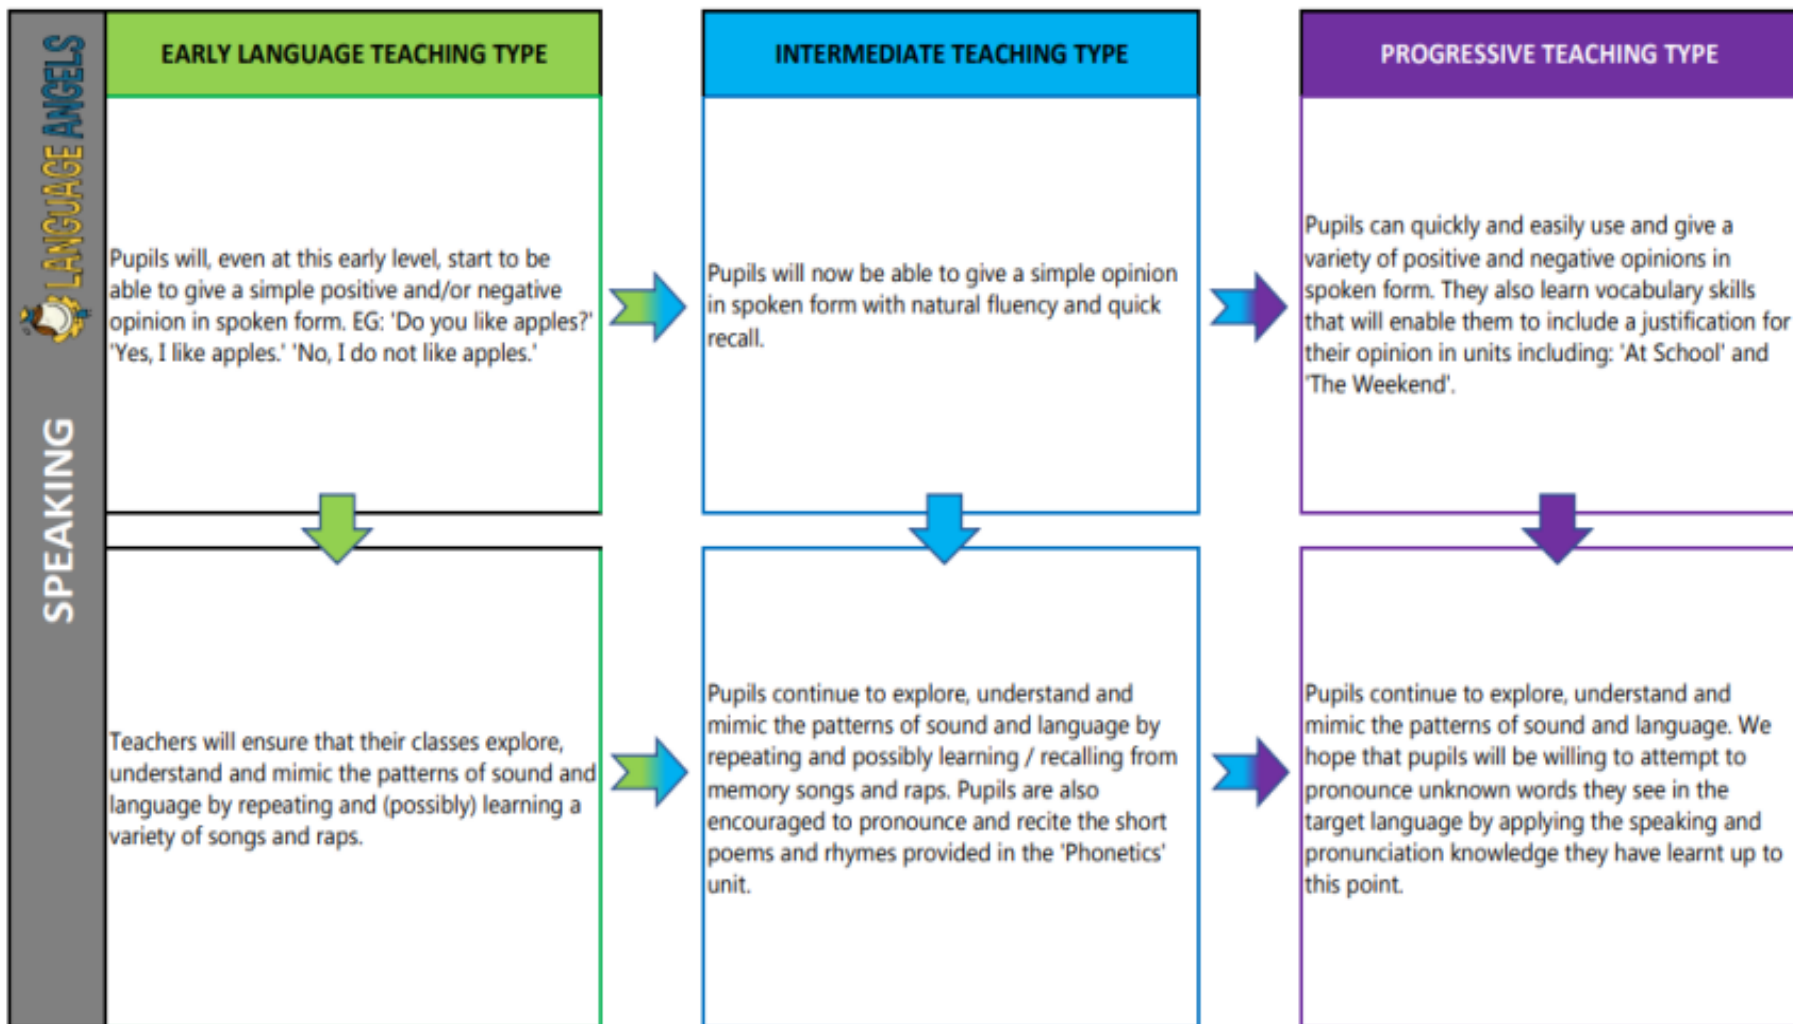 LANGUAGE ANGELS
SPEAKING
EARLY LANGUAGE TEACHING TYPE
INTERMEDIATE TEACHING TYPE
PROGRESSIVE TEACHING TYPE
Pupils will, even at this early level, start to be
able to give a simple positive and/or negative
opinion in spoken form. EG: 'Do you like apples?'
'Yes, I like apples.' 'No, I do not like apples.'
Pupils will now be able to give a simple opinion
in spoken form with natural fluency and quick
recall.
Pupils can quickly and easily use and give a
variety of positive and negative opinions in
spoken form. They also learn vocabulary skills
that will enable them to include a justification for
their opinion in units including: 'At School' and
'The Weekend'.
Teachers will ensure that their classes explore,
understand and mimic the patterns of sound and
language by repeating and (possibly) learning a
variety of songs and raps.
Pupils continue to explore, understand and
mimic the patterns of sound and language by
repeating and possibly learning / recalling from
memory songs and raps. Pupils are also
encouraged to pronounce and recite the short
poems and rhymes provided in the 'Phonetics'
unit.
Pupils continue to explore, understand and
mimic the patterns of sound and language. We
hope that pupils will be willing to attempt to
pronounce unknown words they see in the
target language by applying the speaking and
pronunciation knowledge they have learnt up to
this point.